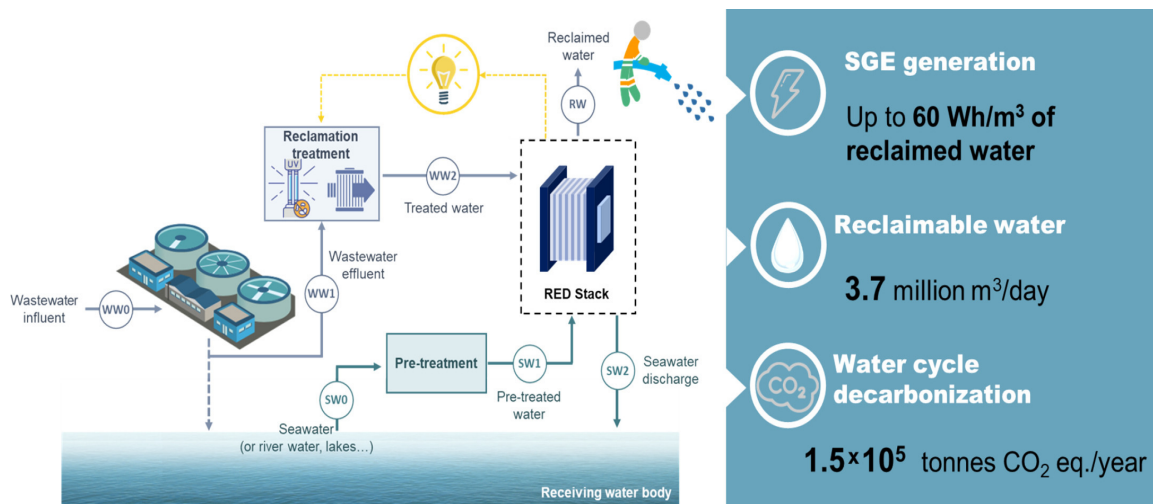 Reclaimed
water
RW
Reclamation
treatment
UV
WW2
Treated water
RED Stack
Wastewater
effluent
WW1
Wastewater
influent
WW0
Pre-treatment
SW1
Pre-treated
water
SW0
SW2
Seawater
discharge
Seawater
(or river water, lakes...)
Receiving water body
SGE generation
Up to 60 Wh/m³ of
reclaimed water
Reclaimable water
3.7 million m³/day
CO₂
Water cycle
decarbonization
1.5×10⁵ tonnes CO₂ eq./year